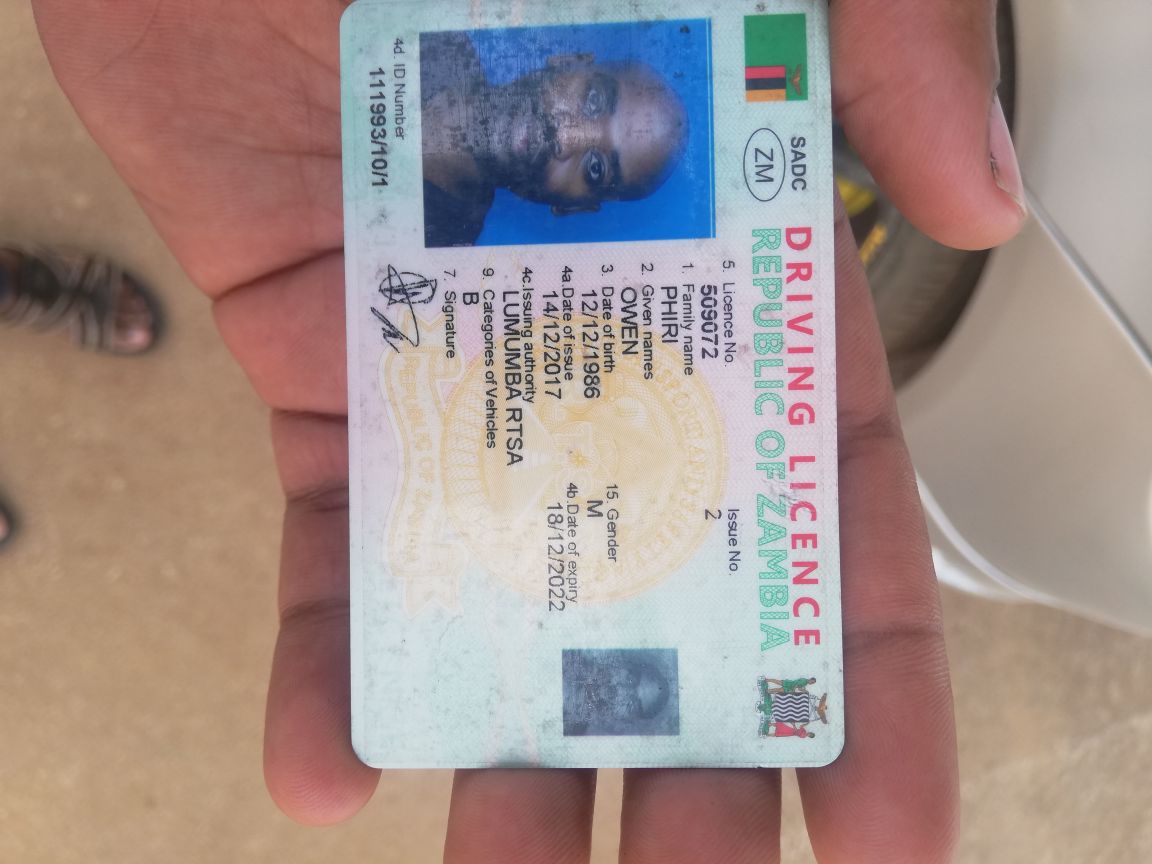 SADC
ZM
DRIVING LICENCE
REPUBLIC OF ZAMBIA
5. Licence No.
509072
Issue No.
2
1. Family name
PHIRI
2. Given names
OWEN
3. Date of birth
12/12/1986
15. Gender
M
4a.Date of issue
14/12/2017
4b.Date of expiry
18/12/2022
4c.Issuing authority
LUMUMBA RTSA
9. Categories of Vehicles
B
7. Signature
4d. ID Number
111993/10/1
REPUBLIC OF ZAMBIA